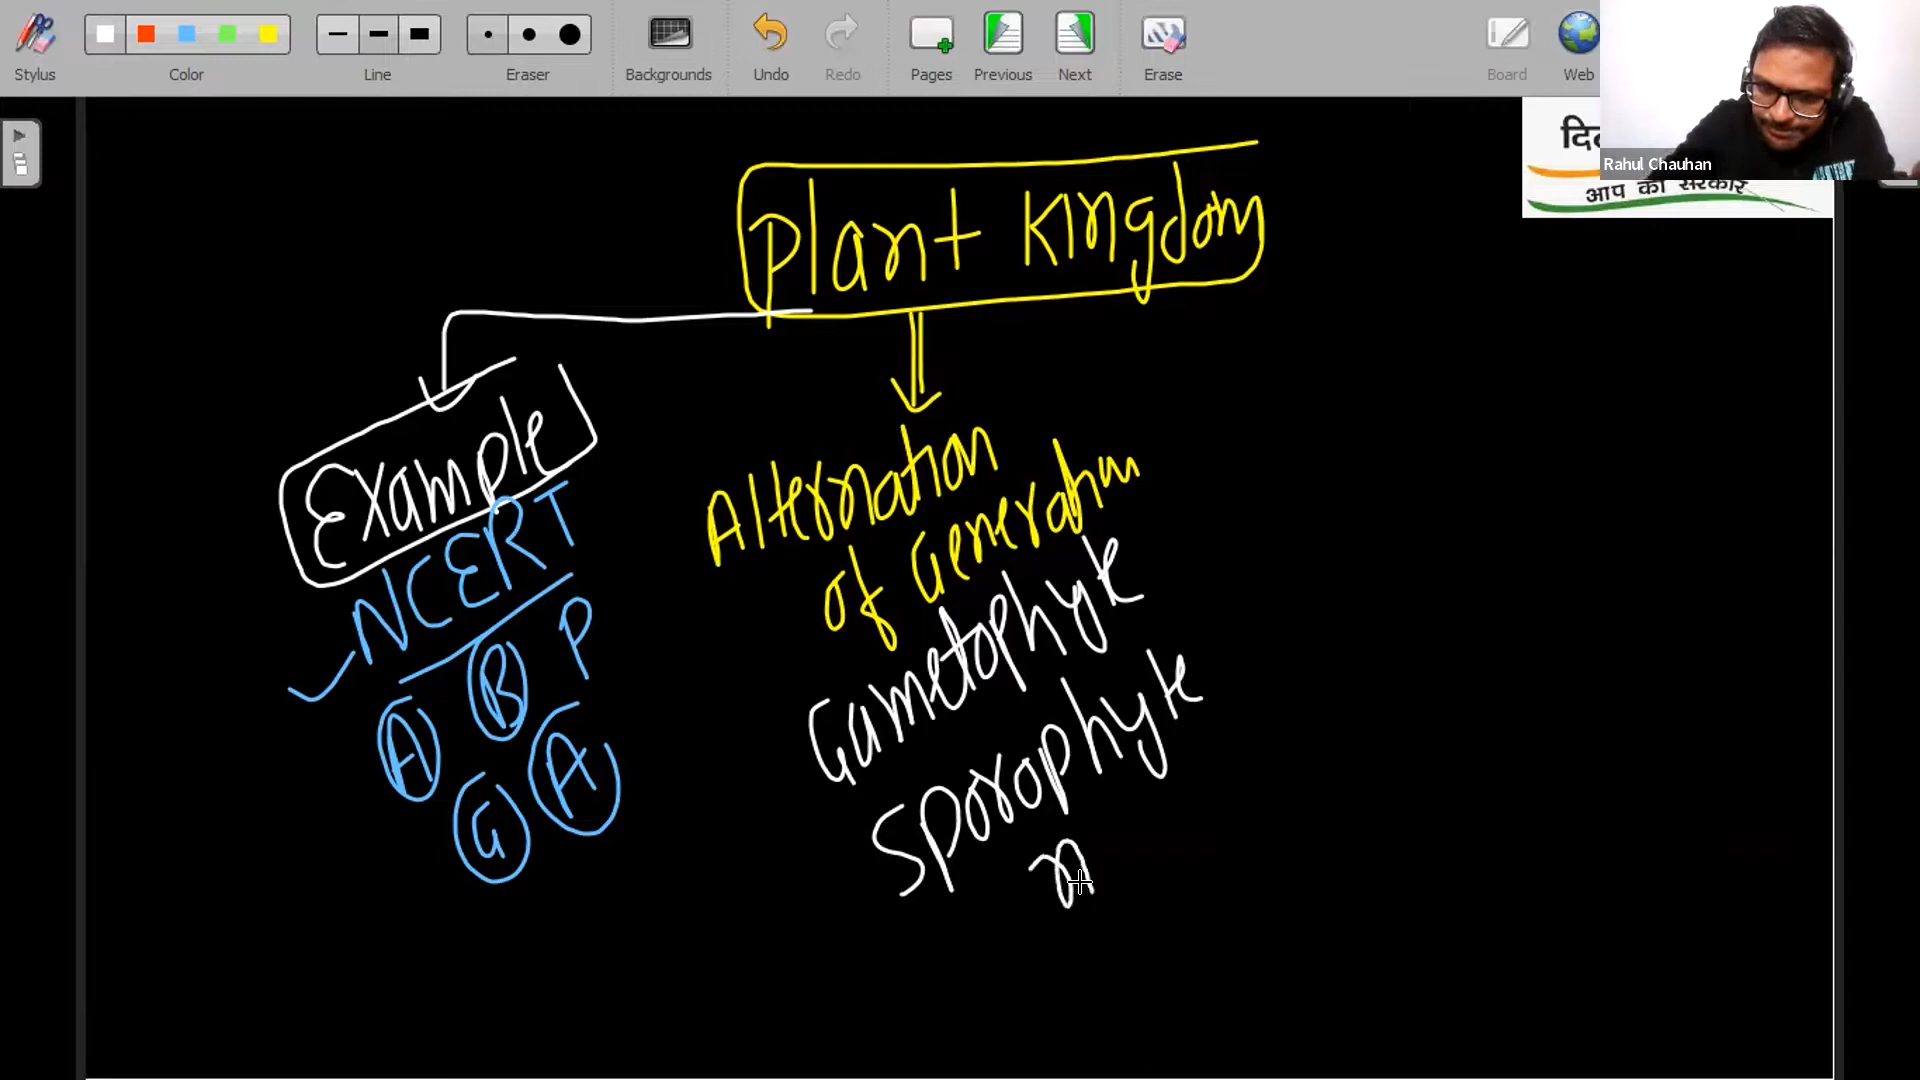 Stylus Color Line Eraser Backgrounds Undo Redo Pages Previous Next Erase Board Web
Rahul Chauhan
आप की सरकार
Plant Kingdom
Example
NCERT
B P
A A
G
Alternation
of Generation
Gametophyte
Sporophyte
n